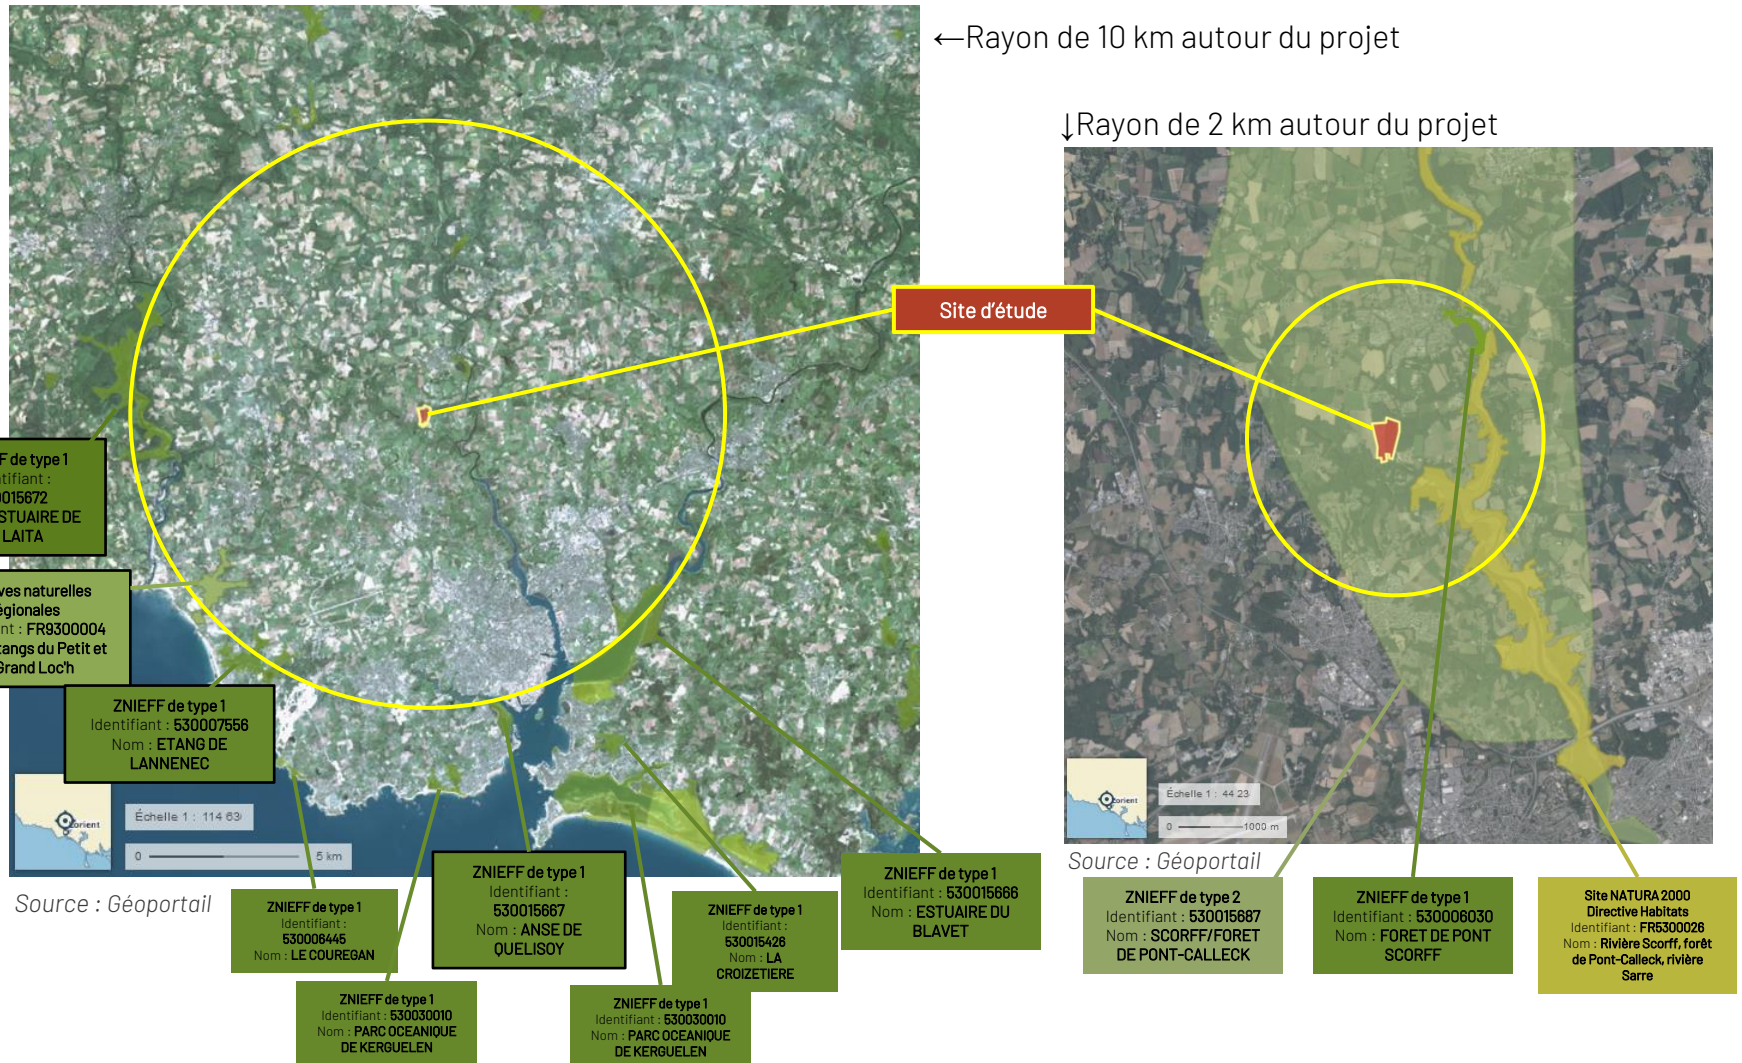 ←Rayon de 10 km autour du projet
↓Rayon de 2 km autour du projet
Site d'étude
F de type 1
ntifiant :
0015672
STUAIRE DE
LAITA
ves naturelles
égionales
nt : FR9300004
tangs du Petit et
Grand Loc'h
ZNIEFF de type 1
Identifiant : 530007556
Nom : ETANG DE
LANNENEC
Lorient
Échelle 1 : 114 63
0 5 km
Source : Géoportail
ZNIEFF de type 1
Identifiant :
530006445
Nom : LE COUREGAN
ZNIEFF de type 1
Identifiant : 530030010
Nom : PARC OCEANIQUE
DE KERGUELEN
ZNIEFF de type 1
Identifiant :
530015667
Nom : ANSE DE
QUELISOY
ZNIEFF de type 1
Identifiant : 530030010
Nom : PARC OCEANIQUE
DE KERGUELEN
ZNIEFF de type 1
Identifiant :
530015426
Nom : LA
CROIZETIERE
ZNIEFF de type 1
Identifiant : 530015666
Nom : ESTUAIRE DU
BLAVET
Lorient
Échelle 1 : 44 23
0 1000 m
Source : Géoportail
ZNIEFF de type 2
Identifiant : 530015687
Nom : SCORFF/FORET
DE PONT-CALLECK
ZNIEFF de type 1
Identifiant : 530006030
Nom : FORET DE PONT
SCORFF
Site NATURA 2000
Directive Habitats
Identifiant : FR5300026
Nom : Rivière Scorff, forêt
de Pont-Calleck, rivière
Sarre